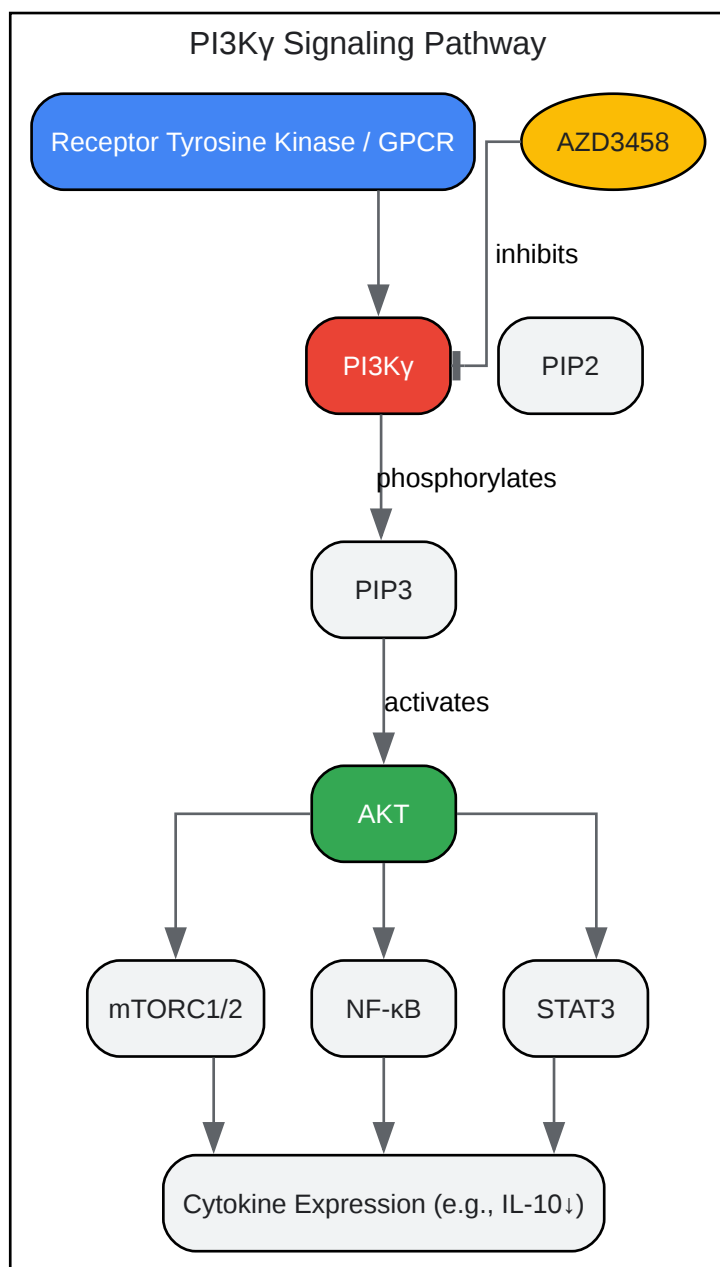 PI3Kγ Signaling Pathway
Receptor Tyrosine Kinase / GPCR
AZD3458
inhibits
PI3Kγ
PIP2
phosphorylates
PIP3
activates
AKT
mTORC1/2
NF-κB
STAT3
Cytokine Expression (e.g., IL-10↓)